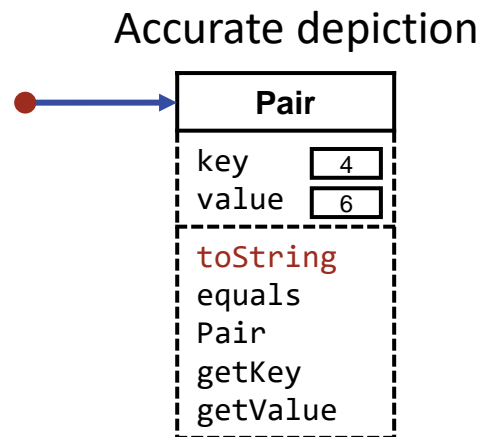 Accurate depiction
Pair
key 4
value 6
toString
equals
Pair
getKey
getValue